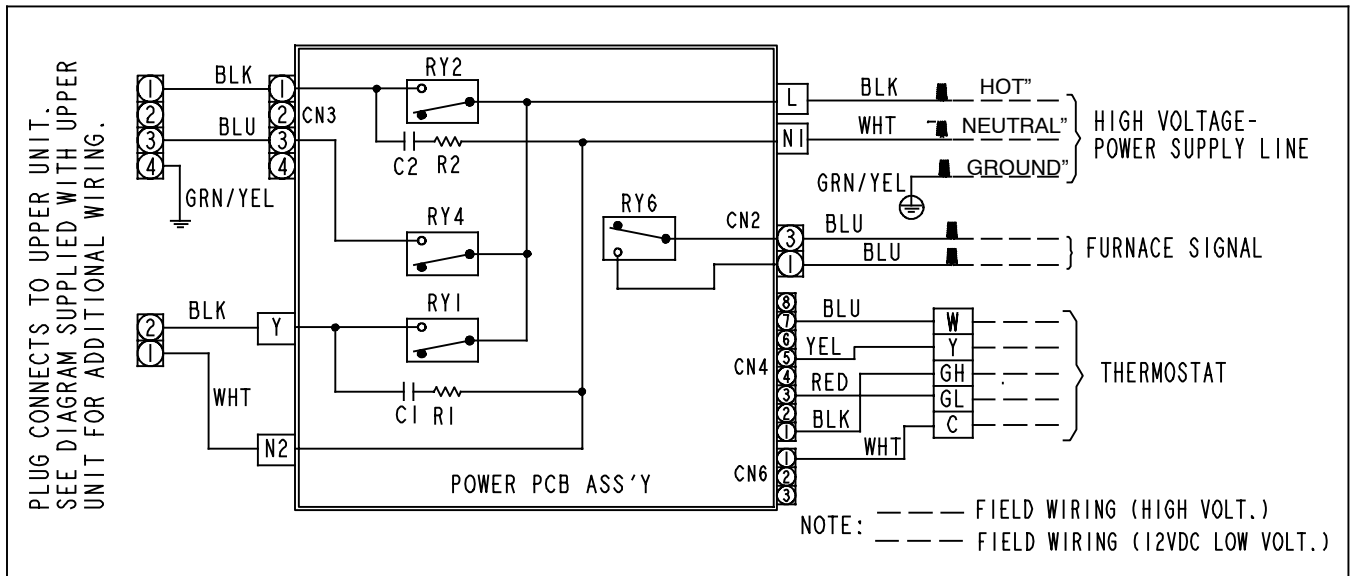 PLUG CONNECTS TO UPPER UNIT.
SEE DIAGRAM SUPPLIED WITH UPPER
UNIT FOR ADDITIONAL WIRING.
1
2
3
4
BLK
BLU
GRN/YEL
1
2
3
4
CN3
RY2
C2
R2
RY4
RY1
C1
R1
2
1
BLK
WHT
Y
N2
POWER PCB ASS'Y
L
N1
BLK
WHT
GRN/YEL
HOT"
NEUTRAL"
GROUND"
HIGH VOLTAGE-
POWER SUPPLY LINE
RY6
CN2
3
1
BLU
BLU
FURNACE SIGNAL
CN4
8
7
6
5
4
3
2
1
BLU
YEL
RED
BLK
WHT
W
Y
GH
GL
C
THERMOSTAT
CN6
1
2
3
NOTE:
FIELD WIRING (HIGH VOLT.)
FIELD WIRING (12VDC LOW VOLT.)